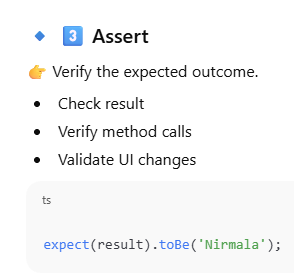 🔹 3️⃣ Assert
👉 Verify the expected outcome.
• Check result
• Verify method calls
• Validate UI changes
ts
expect(result).toBe('Nirmala');